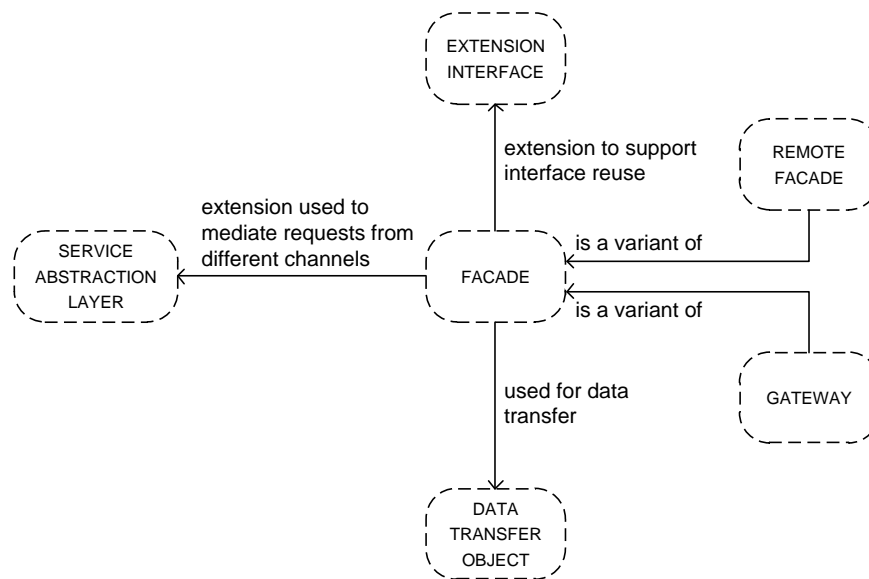 EXTENSION
INTERFACE
extension to support
interface reuse
REMOTE
FACADE
extension used to
mediate requests from
different channels
is a variant of
SERVICE
ABSTRACTION
LAYER
FACADE
is a variant of
used for data
transfer
GATEWAY
DATA
TRANSFER
OBJECT